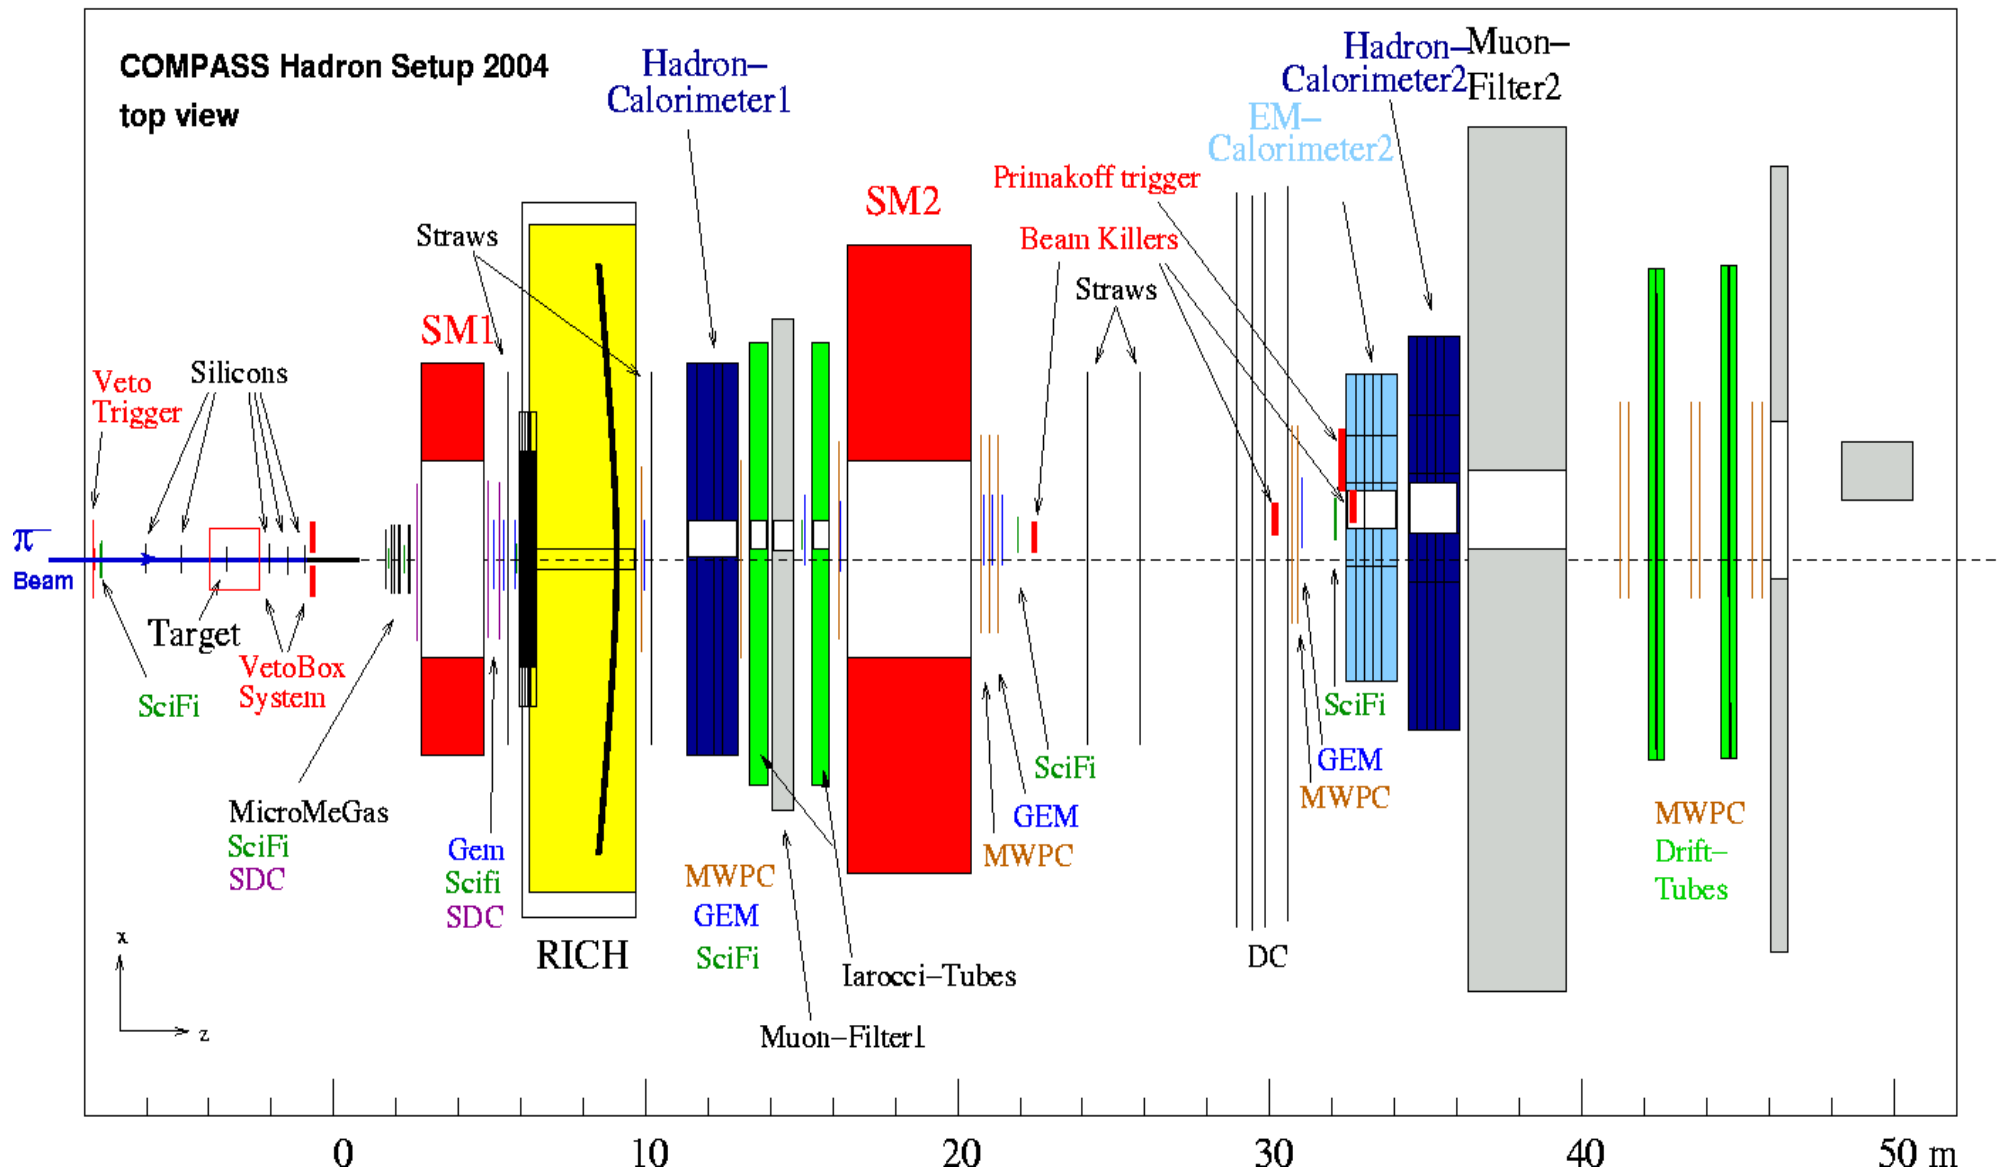 COMPASS Hadron Setup 2004
top view
Hadron–
Calorimeter1
Hadron–
Calorimeter2
Muon–
Filter2
EM–
Calorimeter2
Primakoff trigger
SM2
Beam Killers
Straws
Straws
SM1
Silicons
Veto
Trigger
π−
Beam
Target
VetoBox
System
SciFi
MicroMeGas
SciFi
SDC
Gem
Scifi
SDC
RICH
MWPC
GEM
SciFi
Iarocci–Tubes
Muon–Filter1
SciFi
GEM
MWPC
DC
SciFi
GEM
MWPC
MWPC
Drift–
Tubes
x
z
0 10 20 30 40 50 m